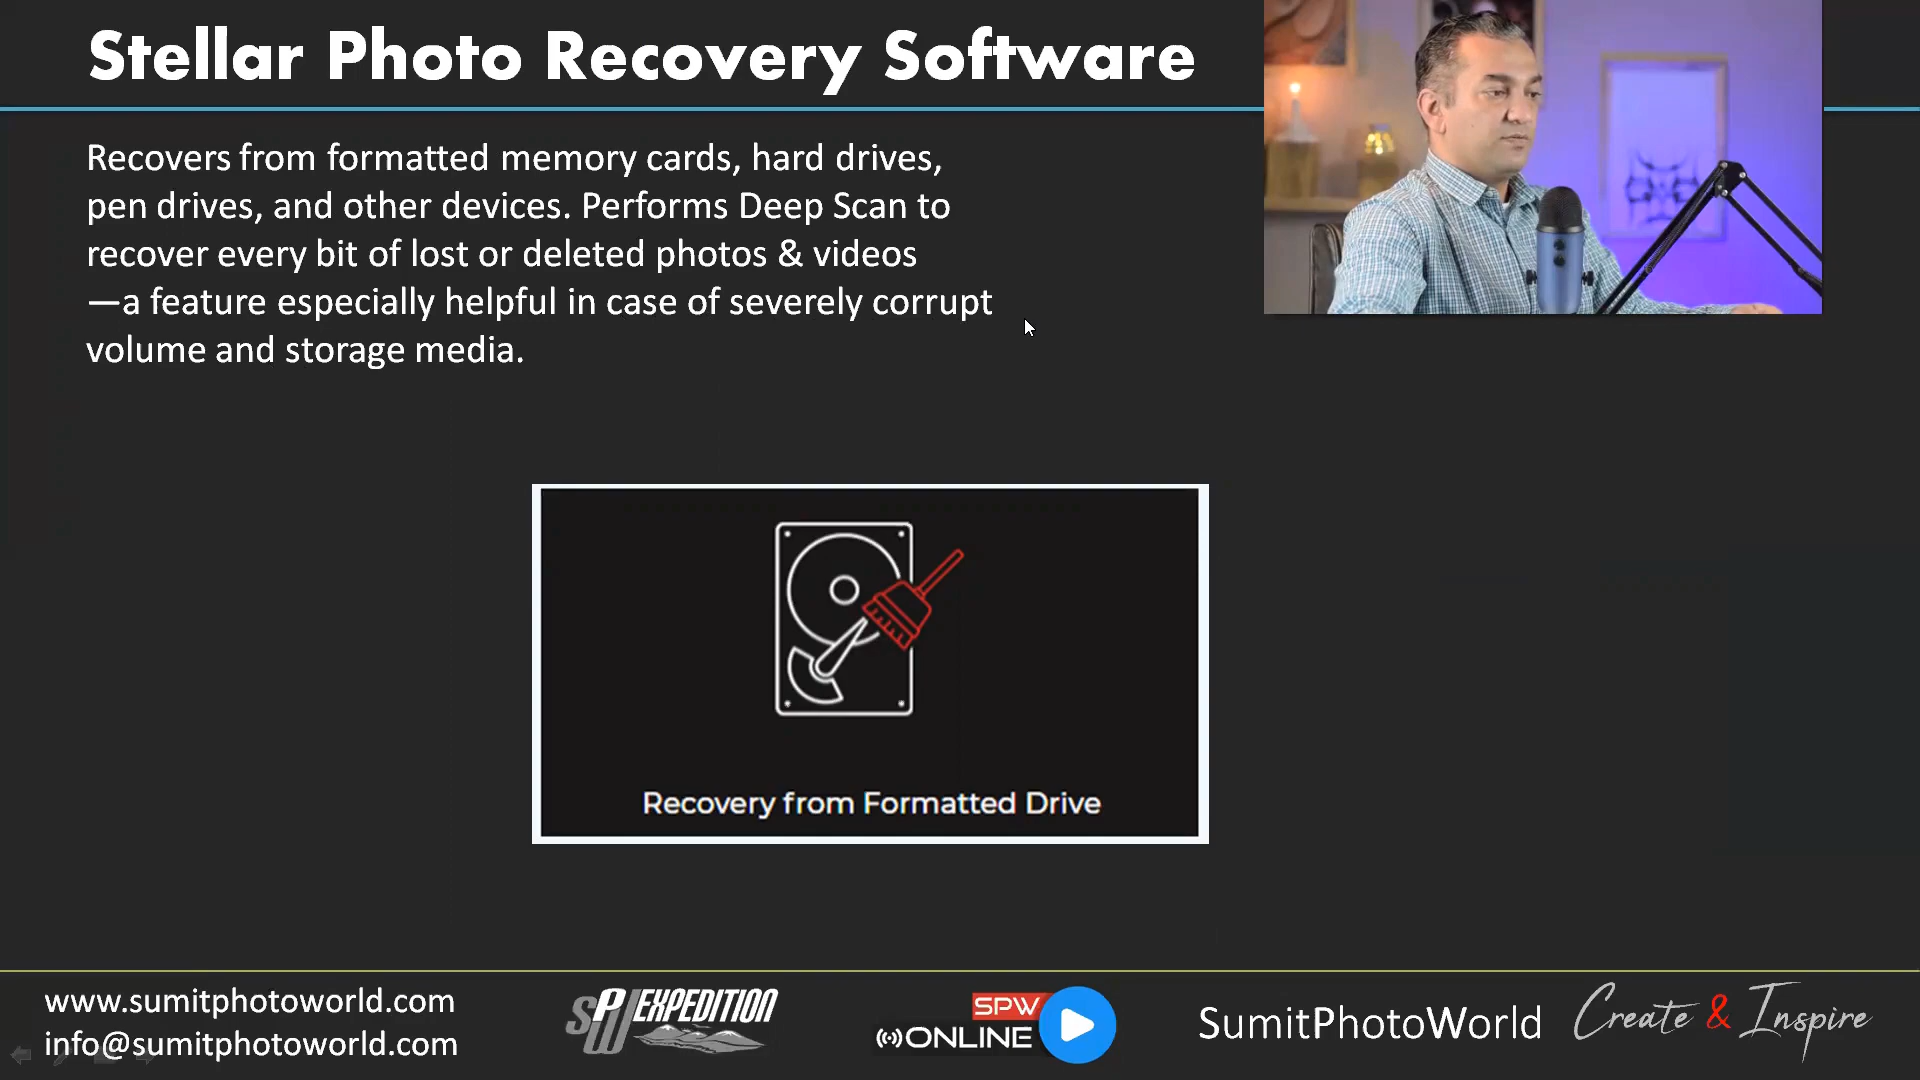 Stellar Photo Recovery Software
Recovers from formatted memory cards, hard drives,
pen drives, and other devices. Performs Deep Scan to
recover every bit of lost or deleted photos & videos
—a feature especially helpful in case of severely corrupt
volume and storage media.
Recovery from Formatted Drive
www.sumitphotoworld.com
info@sumitphotoworld.com
SPW EXPEDITION
SPW
ONLINE
SumitPhotoWorld
Create & Inspire